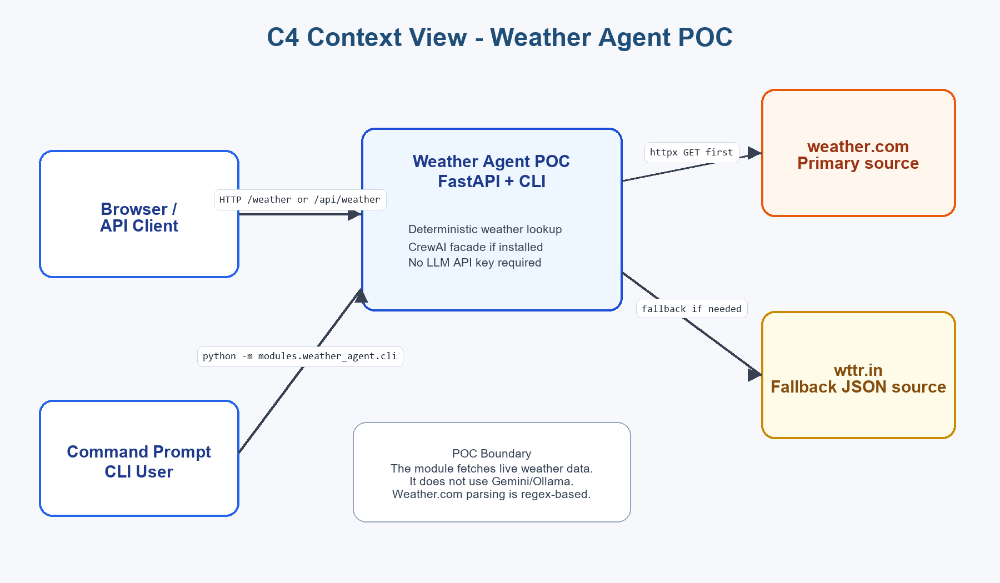 C4 Context View - Weather Agent POC
Browser /
API Client
HTTP /weather or /api/weather
Weather Agent POC
FastAPI + CLI
Deterministic weather lookup
CrewAI facade if installed
No LLM API key required
httpx GET first
weather.com
Primary source
fallback if needed
wttr.in
Fallback JSON source
python -m modules.weather_agent.cli
Command Prompt
CLI User
POC Boundary
The module fetches live weather data.
It does not use Gemini/Ollama.
Weather.com parsing is regex-based.